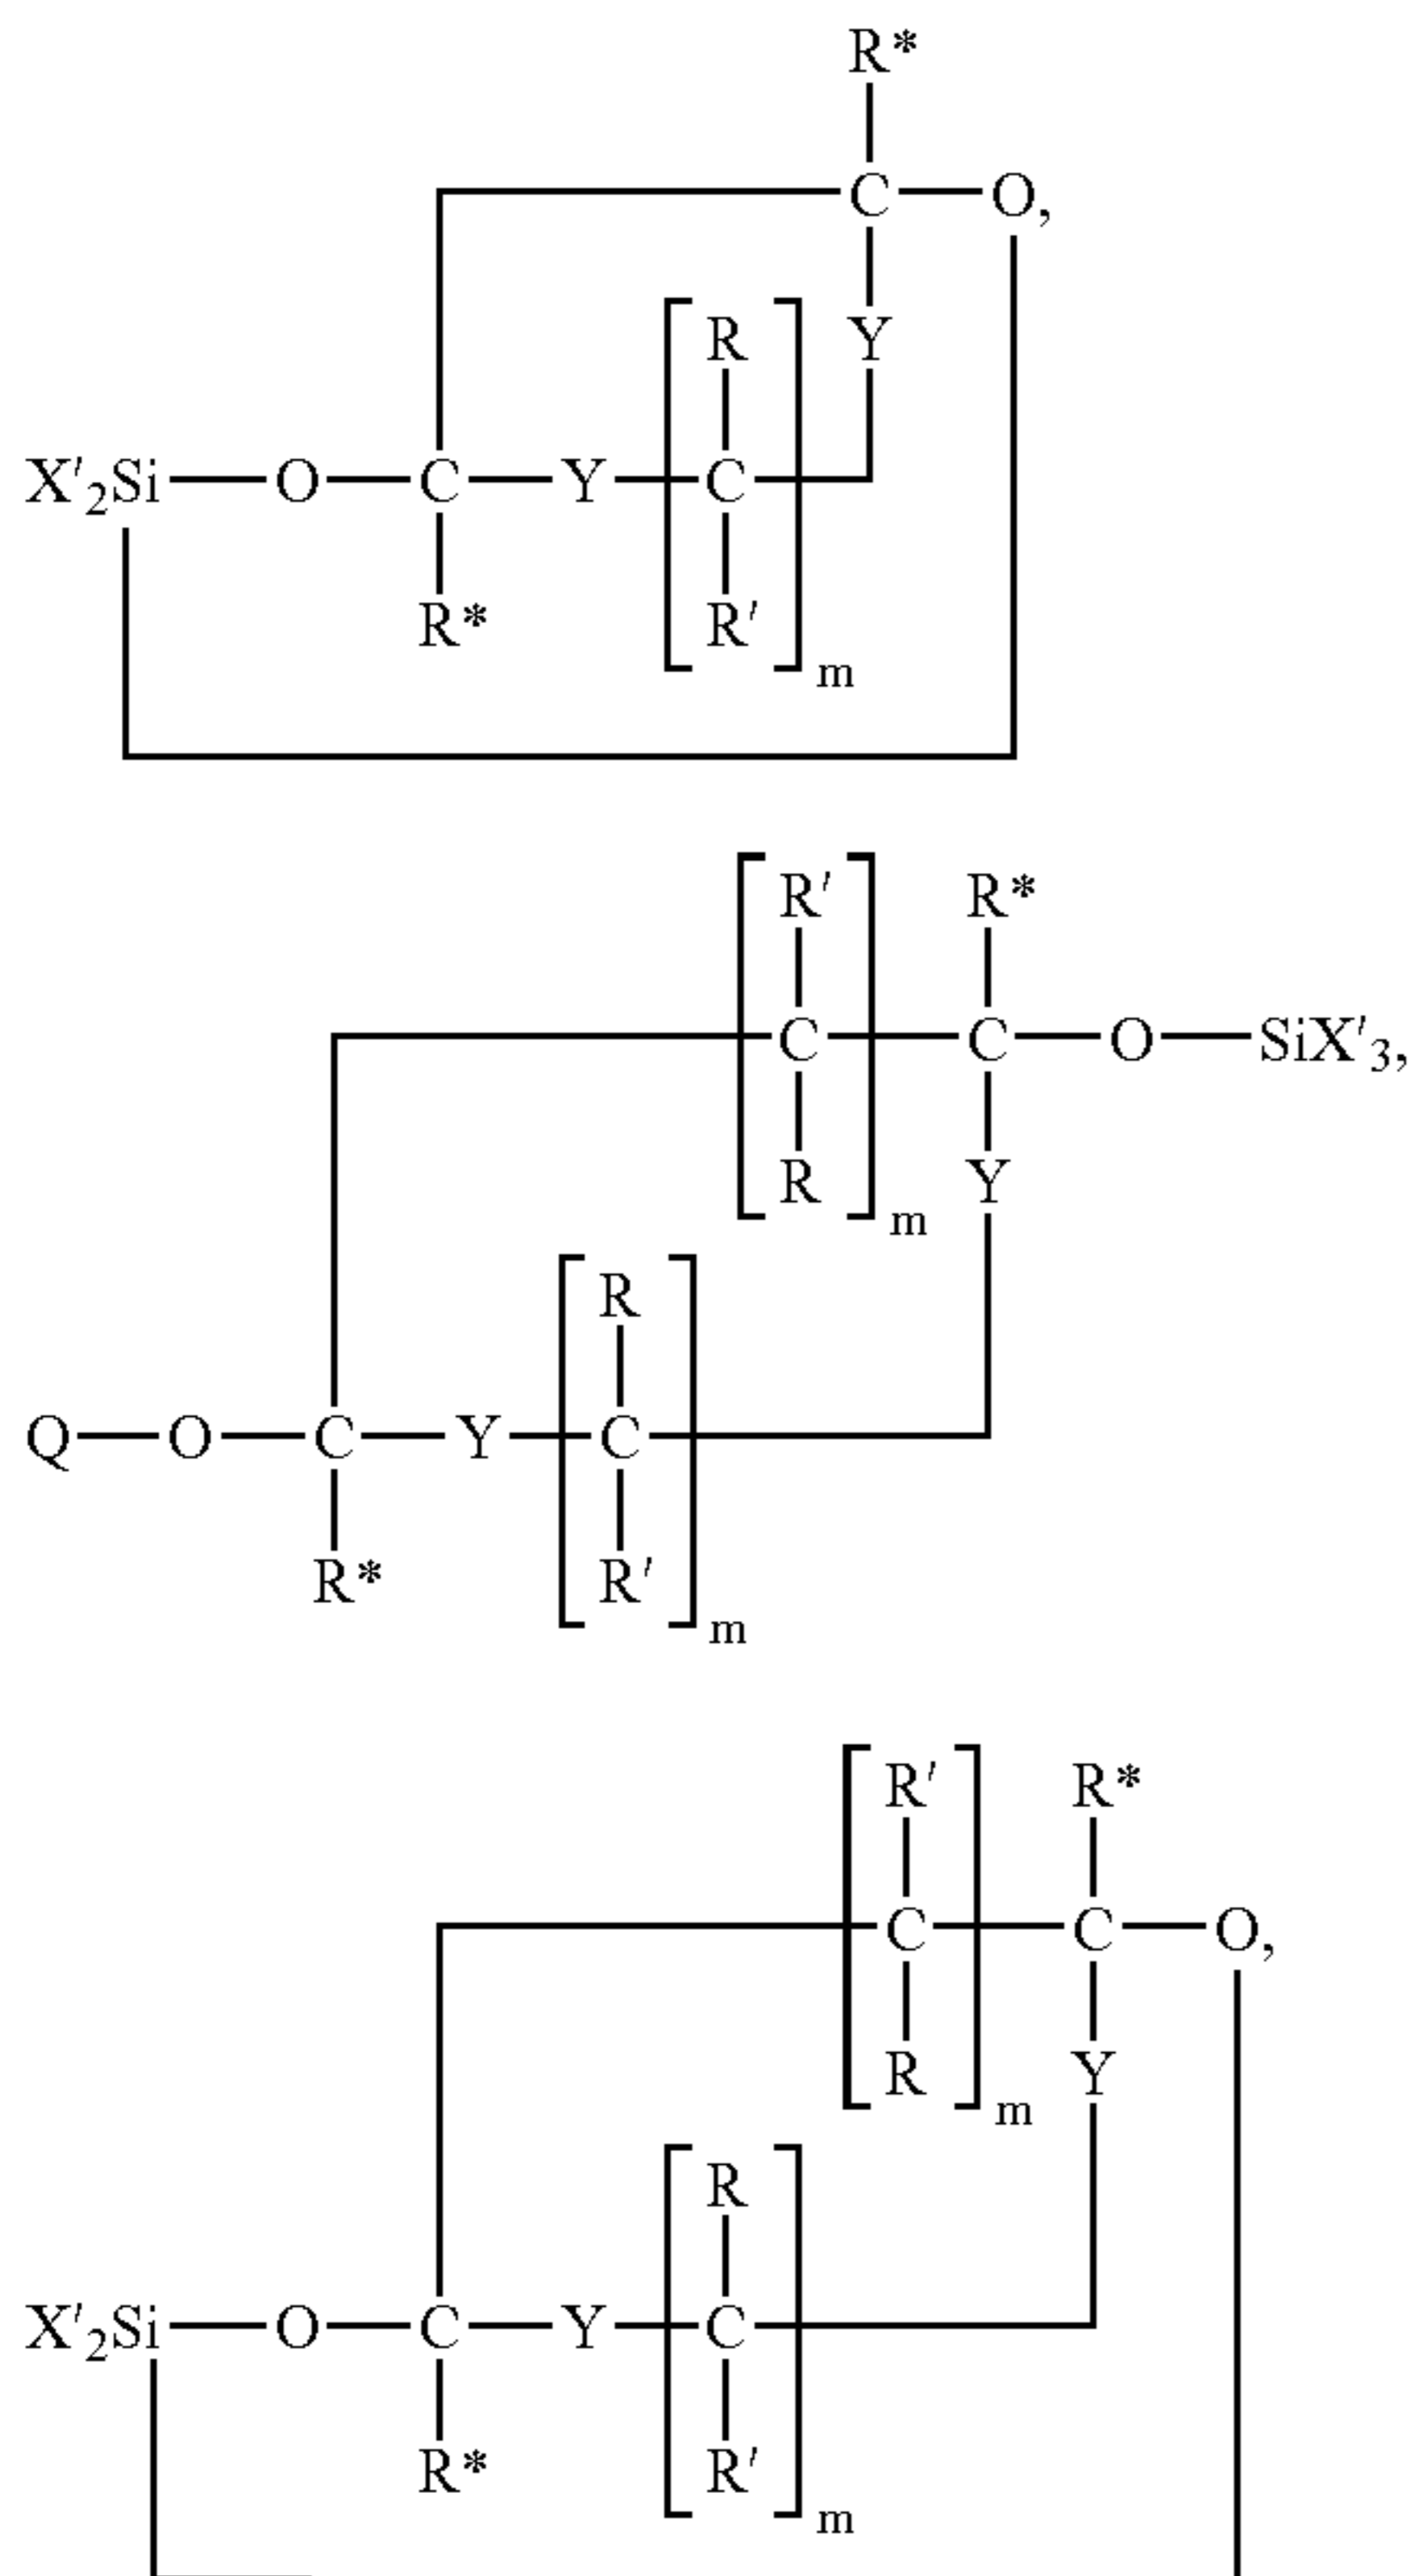 R*
C O,
R Y
X'₂Si O C Y C
R* R'
m
R' R*
C C O SiX'₃,
R Y
m
R
Q O C Y C
R* R'
m
R' R*
C C O,
R Y
m
R
X'₂Si O C Y C
R* R'
m